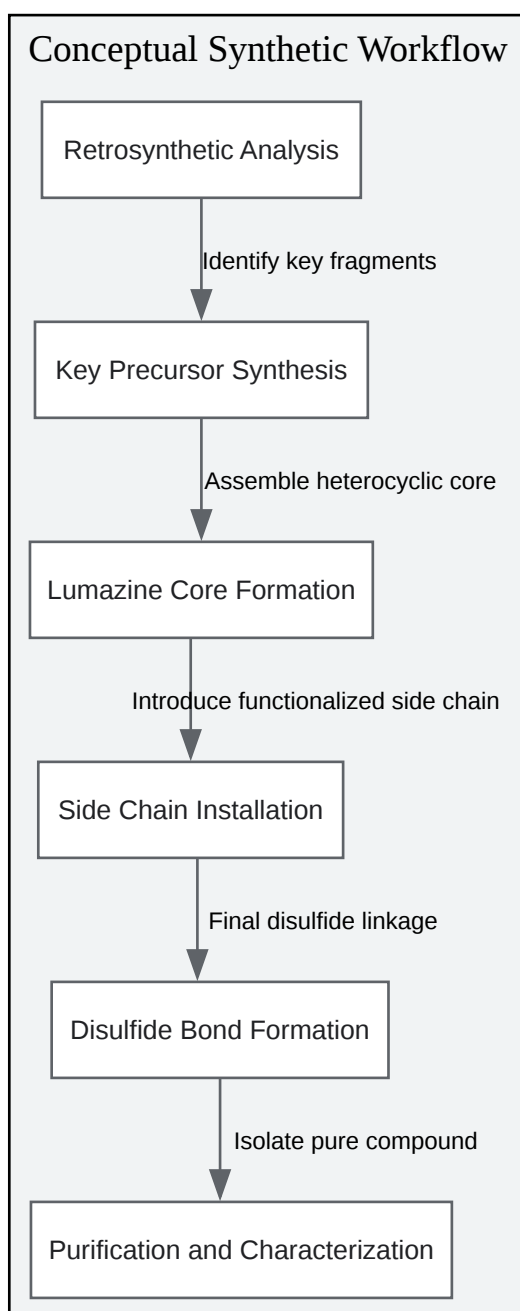 Conceptual Synthetic Workflow
Retrosynthetic Analysis
Identify key fragments
Key Precursor Synthesis
Assemble heterocyclic core
Lumazine Core Formation
Introduce functionalized side chain
Side Chain Installation
Final disulfide linkage
Disulfide Bond Formation
Isolate pure compound
Purification and Characterization